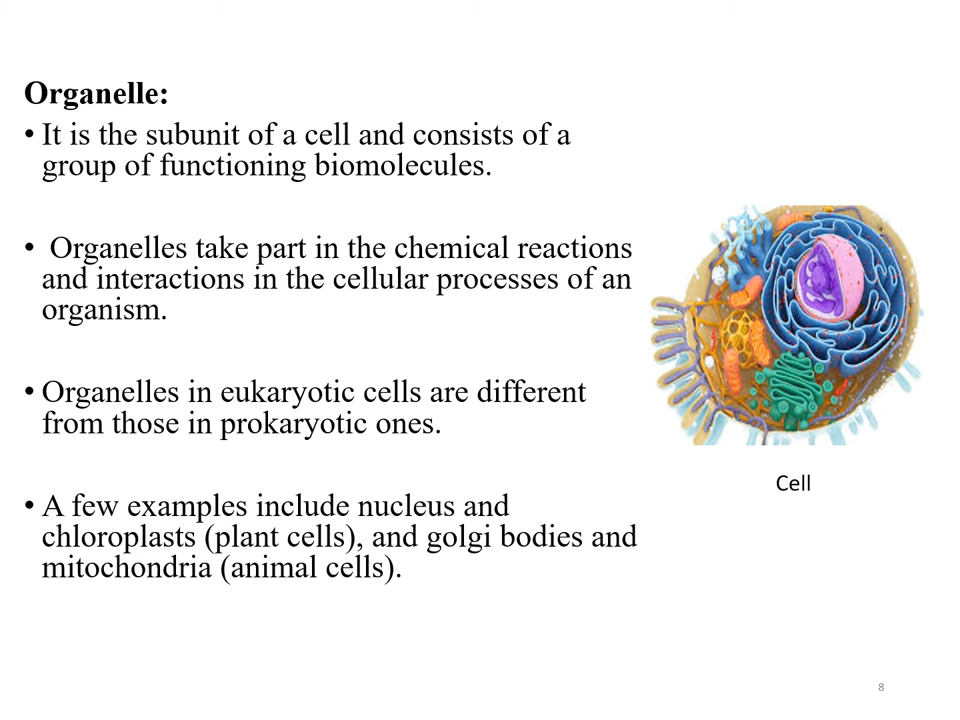 Organelle:
• It is the subunit of a cell and consists of a
group of functioning biomolecules.
• Organelles take part in the chemical reactions
and interactions in the cellular processes of an
organism.
• Organelles in eukaryotic cells are different
from those in prokaryotic ones.
• A few examples include nucleus and
chloroplasts (plant cells), and golgi bodies and
mitochondria (animal cells).
Cell
8